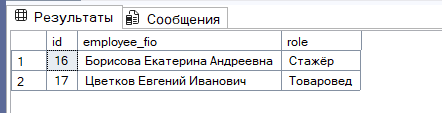 Результаты Сообщения
id employee_fio role
1 16 Борисова Екатерина Андреевна Стажёр
2 17 Цветков Евгений Иванович Товаровед